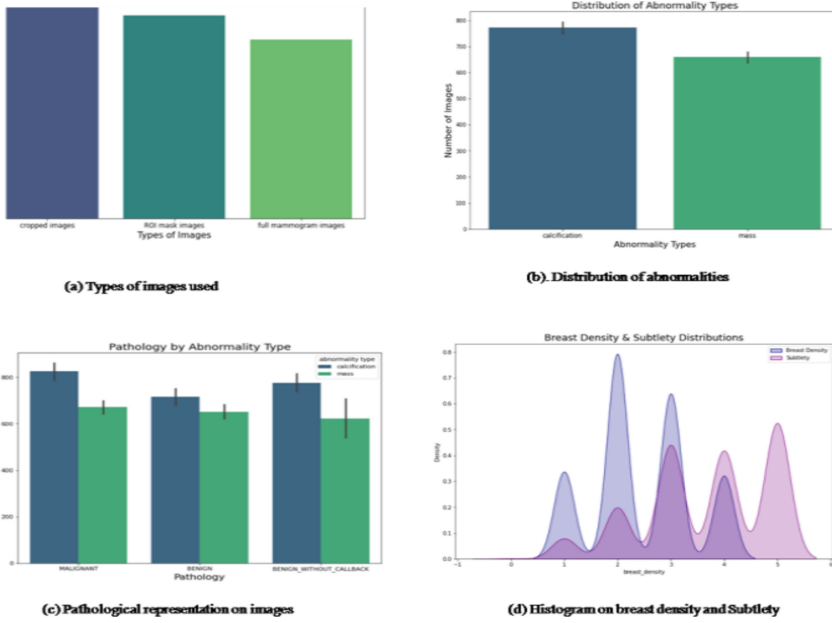 cropped images
ROI mask images
full mammogram images
Types of Images
(a) Types of images used
Distribution of Abnormality Types
Number of Images
800
700
600
500
400
300
200
100
0
calcification
mass
Abnormality Types
(b). Distribution of abnormalities
Pathology by Abnormality Type
abnormality type
calcification
mass
800
600
400
200
0
MALIGNANT
BENIGN
BENIGN_WITHOUT_CALLBACK
Pathology
(c) Pathological representation on images
Breast Density & Subtlety Distributions
Breast Density
Subtlety
Density
0.8
0.7
0.6
0.5
0.4
0.3
0.2
0.1
0.0
−1
0
1
2
3
4
5
6
breast_density
(d) Histogram on breast density and Subtlety